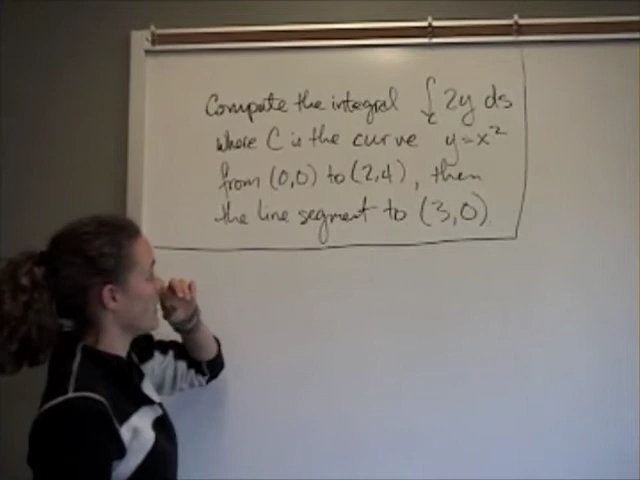 Compute the integral ∫_C 2y ds
where C is the curve y=x²
from (0,0) to (2,4), then
the line segment to (3,0)